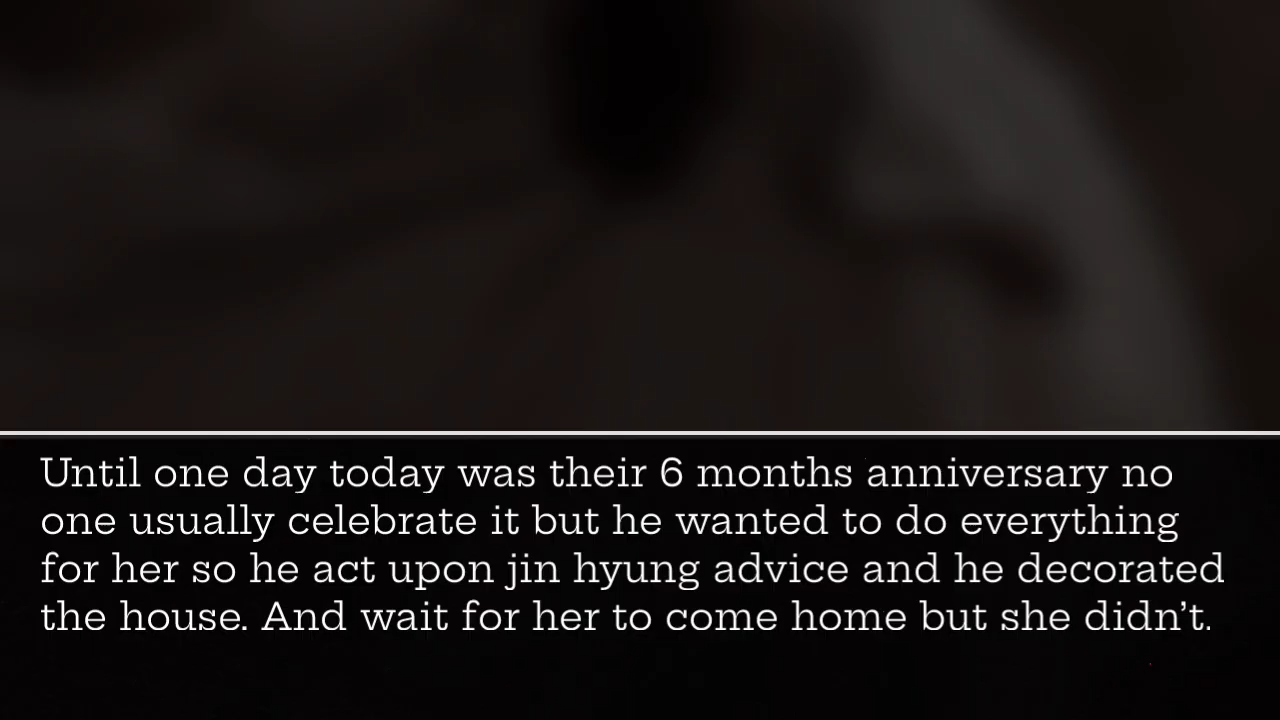 Until one day today was their 6 months anniversary no
one usually celebrate it but he wanted to do everything
for her so he act upon jin hyung advice and he decorated
the house. And wait for her to come home but she didn’t.